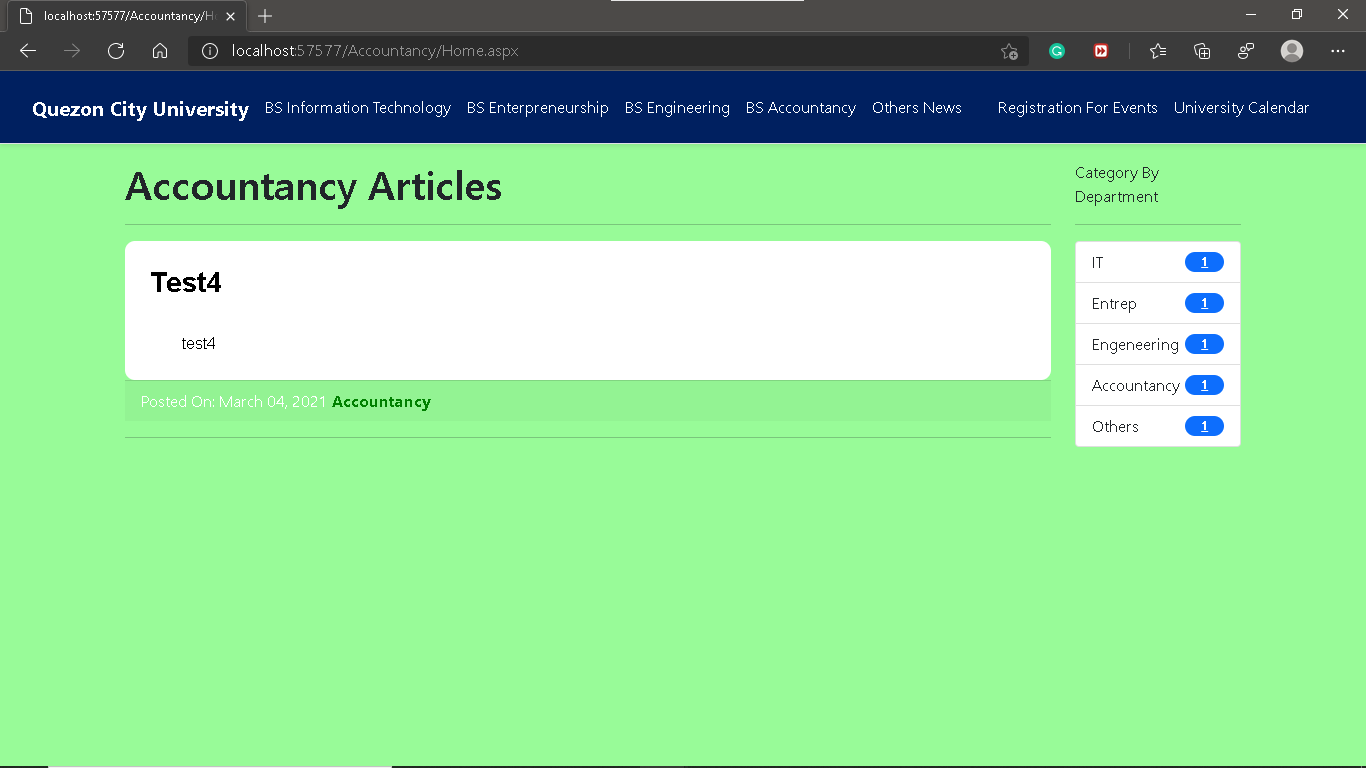 localhost:57577/Accountancy/H
localhost:57577/Accountancy/Home.aspx
Quezon City University BS Information Technology BS Enterpreneurship BS Engineering BS Accountancy Others News Registration For Events University Calendar
Accountancy Articles
Test4
test4
Posted On: March 04, 2021 Accountancy
Category By
Department
IT 1
Entrep 1
Engeneering 1
Accountancy 1
Others 1